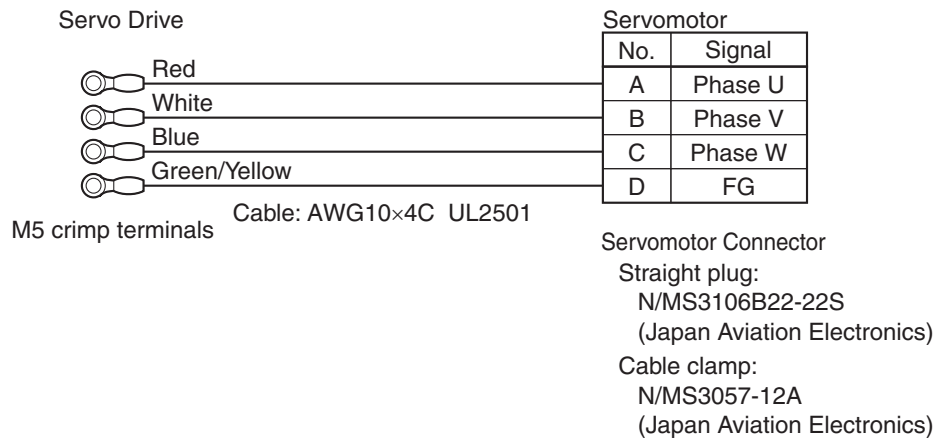 Servo Drive
Servomotor
No. Signal
Red
A Phase U
White
B Phase V
Blue
C Phase W
Green/Yellow
D FG
Cable: AWG10×4C UL2501
M5 crimp terminals
Servomotor Connector
Straight plug:
N/MS3106B22-22S
(Japan Aviation Electronics)
Cable clamp:
N/MS3057-12A
(Japan Aviation Electronics)